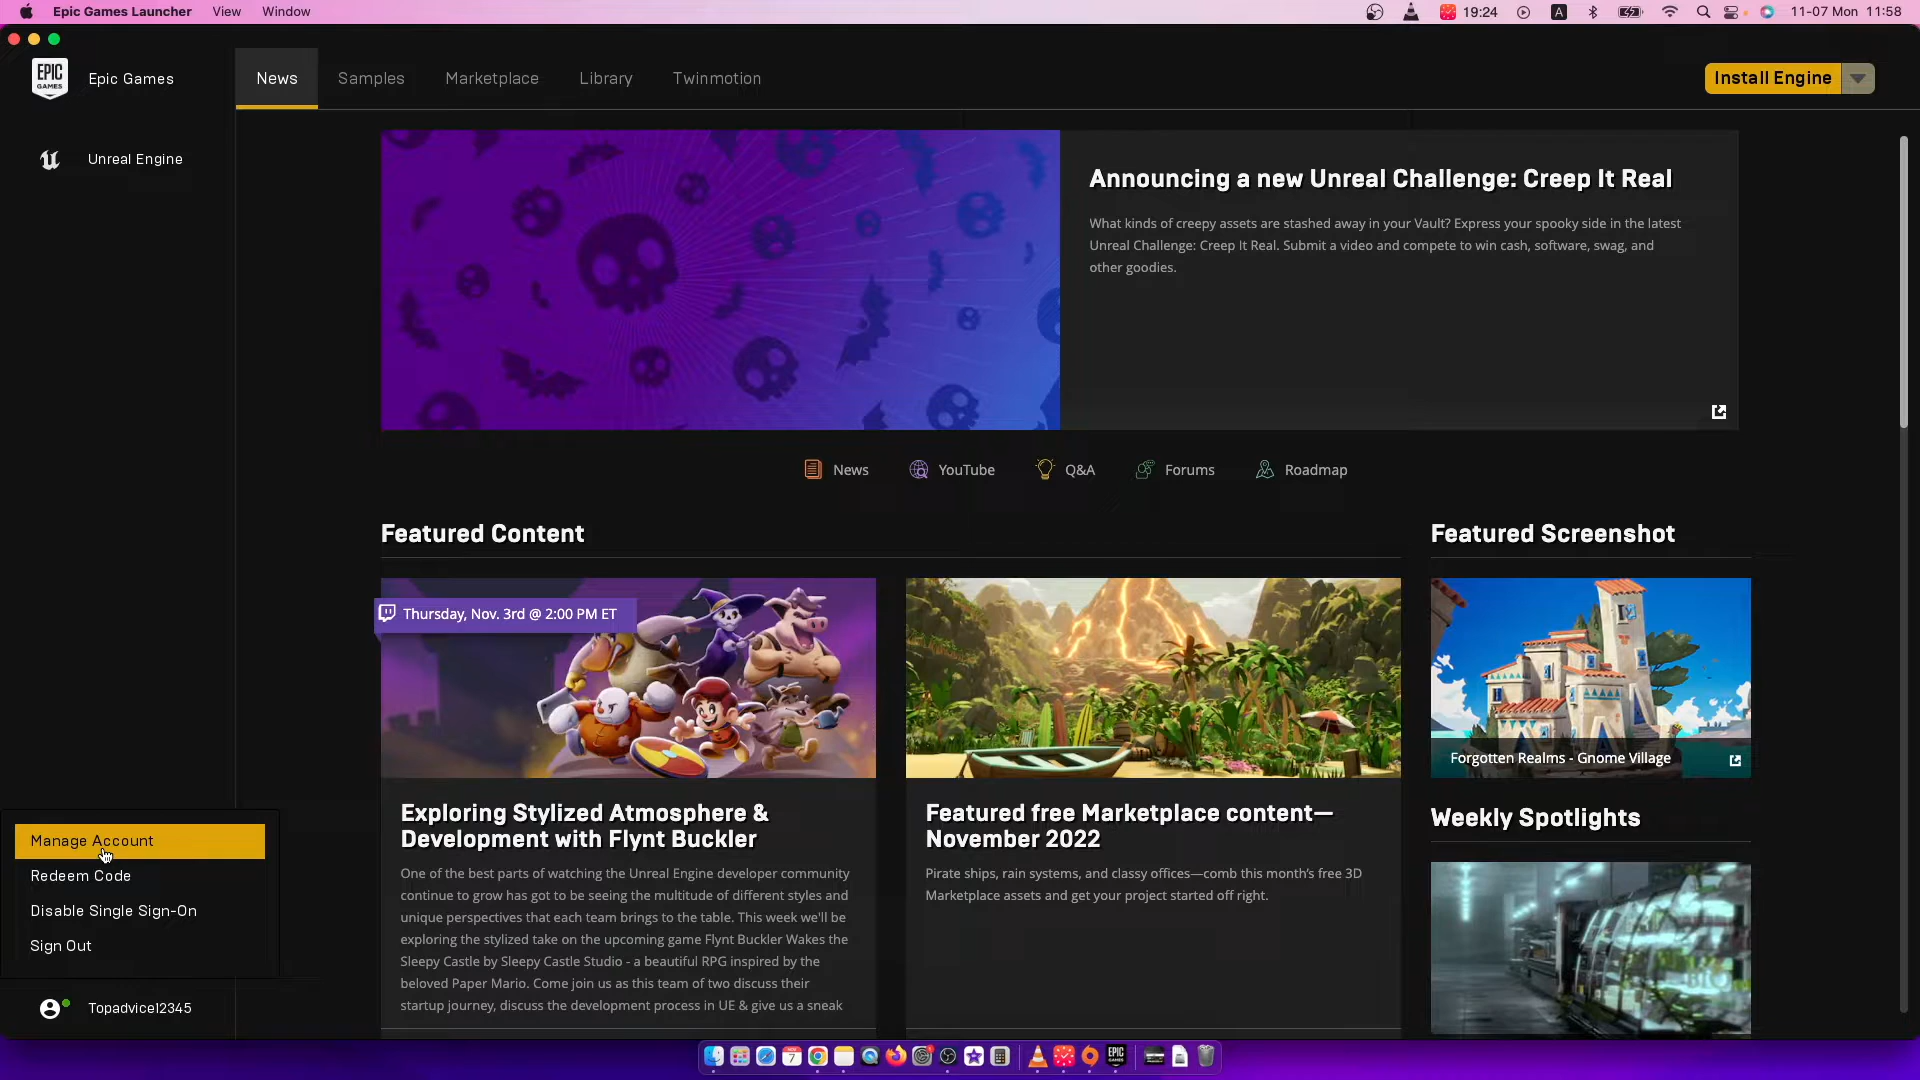 Epic Games Launcher View Window
19:24 A 11-07 Mon 11:58
EPIC GAMES Epic Games
News Samples Marketplace Library Twinmotion
Install Engine
Unreal Engine
Announcing a new Unreal Challenge: Creep It Real
What kinds of creepy assets are stashed away in your Vault? Express your spooky side in the latest
Unreal Challenge: Creep It Real. Submit a video and compete to win cash, software, swag, and
other goodies.
News YouTube Q&A Forums Roadmap
Featured Content
Thursday, Nov. 3rd @ 2:00 PM ET
Exploring Stylized Atmosphere &
Development with Flynt Buckler
One of the best parts of watching the Unreal Engine developer community
continue to grow has got to be seeing the multitude of different styles and
unique perspectives that each team brings to the table. This week we'll be
exploring the stylized take on the upcoming game Flynt Buckler Wakes the
Sleepy Castle by Sleepy Castle Studio - a beautiful RPG inspired by the
beloved Paper Mario. Come join us as this team of two discuss their
startup journey, discuss the development process in UE & give us a sneak
Featured free Marketplace content—
November 2022
Pirate ships, rain systems, and classy offices—comb this month's free 3D
Marketplace assets and get your project started off right.
Featured Screenshot
Forgotten Realms - Gnome Village
Weekly Spotlights
Manage Account
Redeem Code
Disable Single Sign-On
Sign Out
Topadvice12345
7
EPIC GAMES